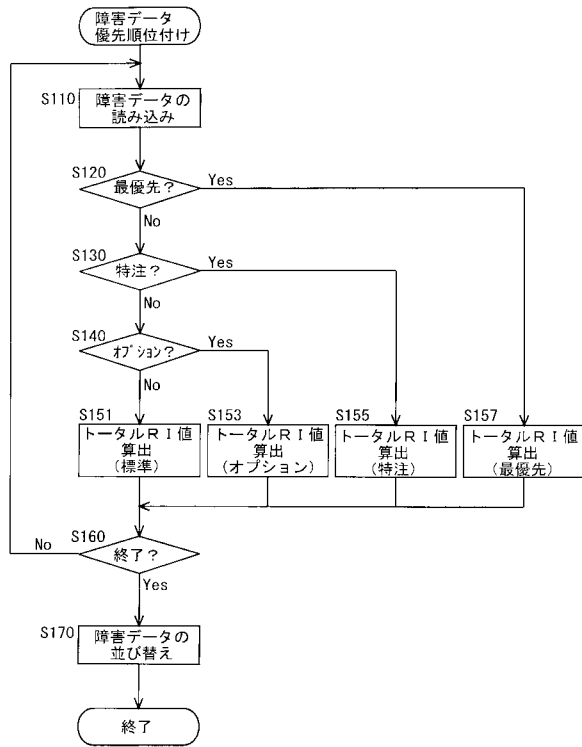 障害データ
優先順位付け
S110
障害データの
読み込み
S120
最優先?
Yes
No
S130
特注?
Yes
No
S140
オプション?
Yes
No
S151
トータルRI値
算出
(標準)
S153
トータルRI値
算出
(オプション)
S155
トータルRI値
算出
(特注)
S157
トータルRI値
算出
(最優先)
S160
終了?
No
Yes
S170
障害データの
並び替え
終了